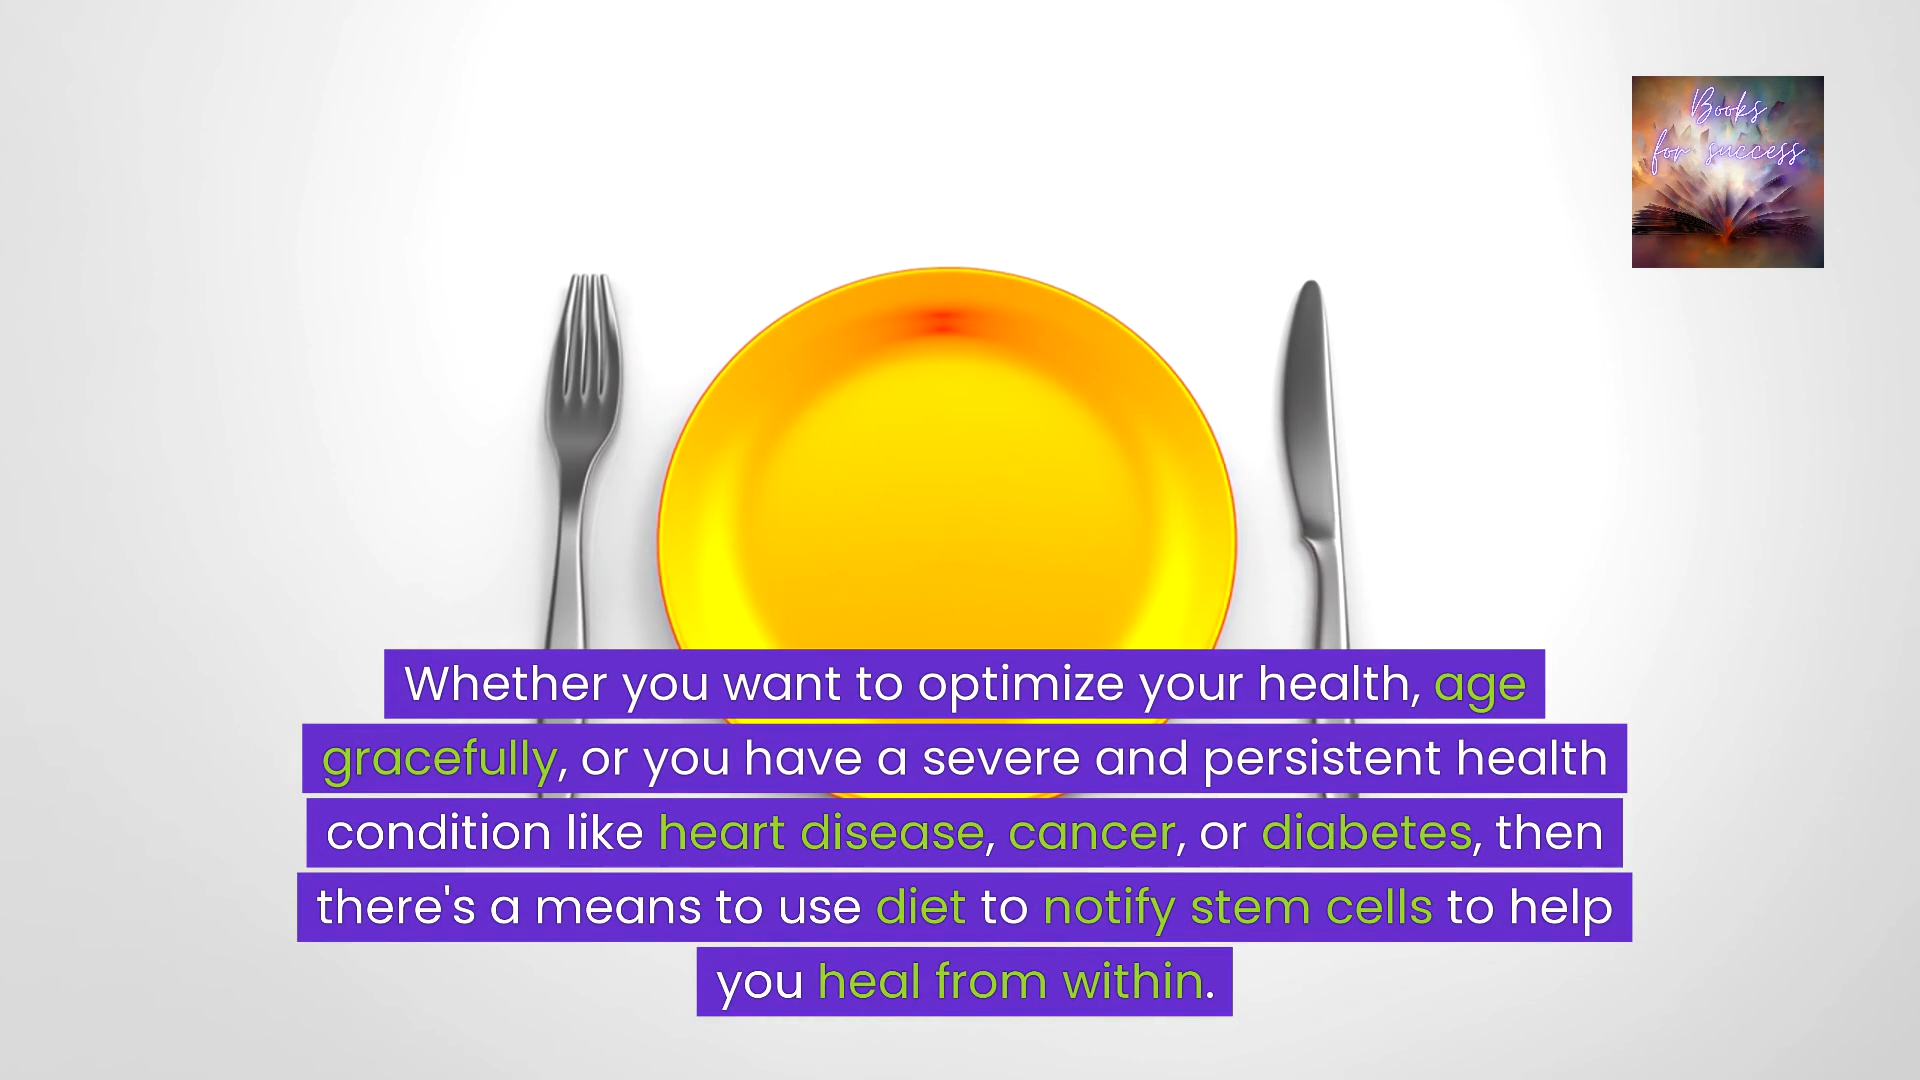 Books
for success
Whether you want to optimize your health, age
gracefully, or you have a severe and persistent health
condition like heart disease, cancer, or diabetes, then
there's a means to use diet to notify stem cells to help
you heal from within.